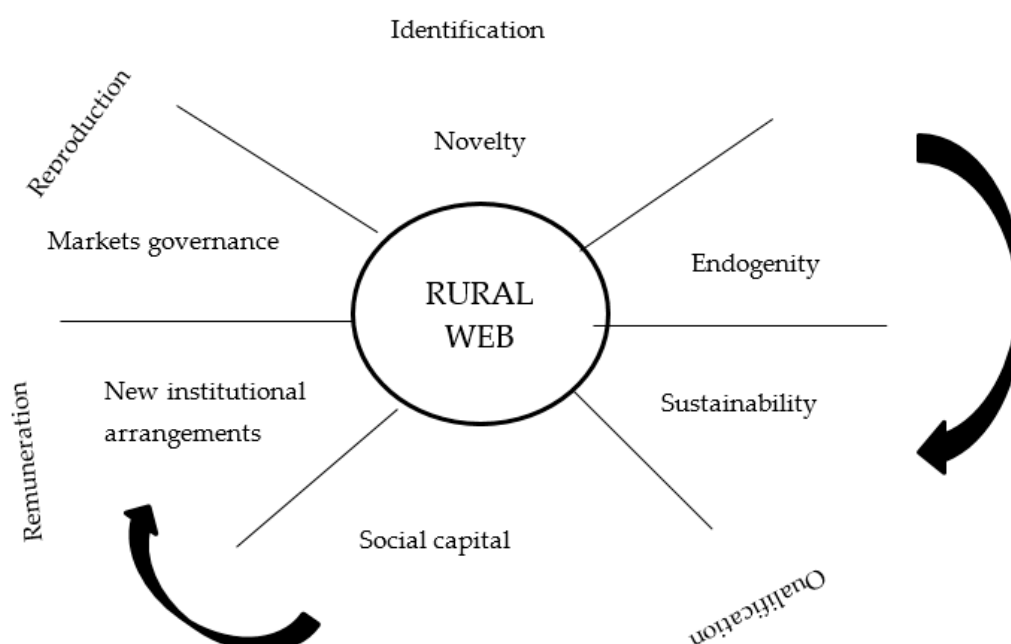 Identification
Reproduction
Novelty
Markets governance
Endogenity
RURAL
WEB
New institutional
arrangements
Sustainability
Remuneration
Social capital
Qualification